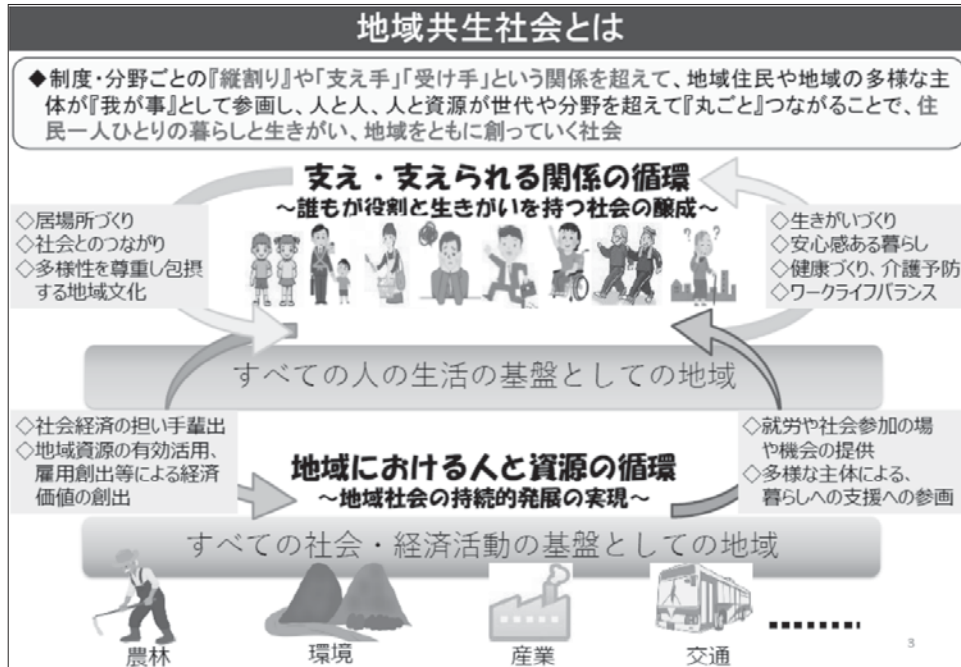 地域共生社会とは
◆制度・分野ごとの『縦割り』や「支え手」「受け手」という関係を超えて、地域住民や地域の多様な主
体が『我が事』として参画し、人と人、人と資源が世代や分野を超えて『丸ごと』つながることで、住
民一人ひとりの暮らしと生きがい、地域をともに創っていく社会
支え・支えられる関係の循環
～誰もが役割と生きがいを持つ社会の醸成～
◇居場所づくり
◇社会とのつながり
◇多様性を尊重し包摂
する地域文化
◇生きがいづくり
◇安心感ある暮らし
◇健康づくり、介護予防
◇ワークライフバランス
すべての人の生活の基盤としての地域
◇社会経済の担い手輩出
◇地域資源の有効活用、
雇用創出等による経済
価値の創出
地域における人と資源の循環
～地域社会の持続的発展の実現～
◇就労や社会参加の場
や機会の提供
◇多様な主体による、
暮らしへの支援への参画
すべての社会・経済活動の基盤としての地域
農林
環境
産業
交通
3